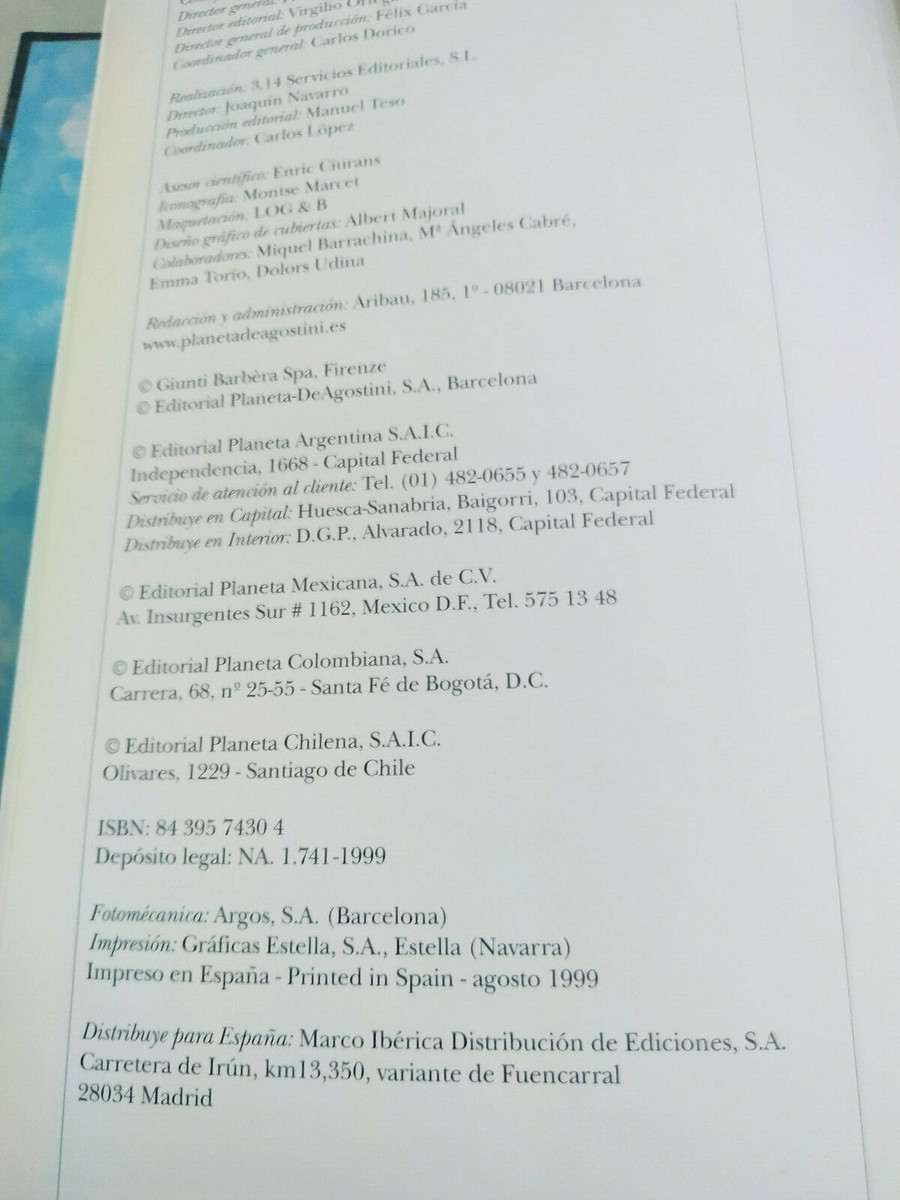 Director general:
Director editorial: Virgilio
Director general de producción: Félix García
Coordinador general: Carlos Dorico
Realización: 3,14 Servicios Editoriales, S.L.
Director: Joaquín Navarro
Producción editorial: Manuel Teso
Coordinador: Carlos López
Asesor científico: Enric Ciurans
Iconografía: Montse Marcet
Maquetación: LOG & B
Diseño gráfico de cubiertas: Albert Majoral
Colaboradores: Miquel Barrachina, Mª Ángeles Cabré,
Emma Torío, Dolors Udina
Redacción y administración: Aribau, 185, 1º - 08021 Barcelona
www.planetadeagostini.es
© Giunti Barbèra Spa, Firenze
© Editorial Planeta-DeAgostini, S.A., Barcelona
© Editorial Planeta Argentina S.A.I.C.
Independencia, 1668 - Capital Federal
Servicio de atención al cliente: Tel. (01) 482-0655 y 482-0657
Distribuye en Capital: Huesca-Sanabria, Baigorri, 103, Capital Federal
Distribuye en Interior: D.G.P., Alvarado, 2118, Capital Federal
© Editorial Planeta Mexicana, S.A. de C.V.
Av. Insurgentes Sur # 1162, Mexico D.F., Tel. 575 13 48
© Editorial Planeta Colombiana, S.A.
Carrera, 68, nº 25-55 - Santa Fé de Bogotá, D.C.
© Editorial Planeta Chilena, S.A.I.C.
Olivares, 1229 - Santiago de Chile
ISBN: 84 395 7430 4
Depósito legal: NA. 1.741-1999
Fotomécanica: Argos, S.A. (Barcelona)
Impresión: Gráficas Estella, S.A., Estella (Navarra)
Impreso en España - Printed in Spain - agosto 1999
Distribuye para España: Marco Ibérica Distribución de Ediciones, S.A.
Carretera de Irún, km13,350, variante de Fuencarral
28034 Madrid